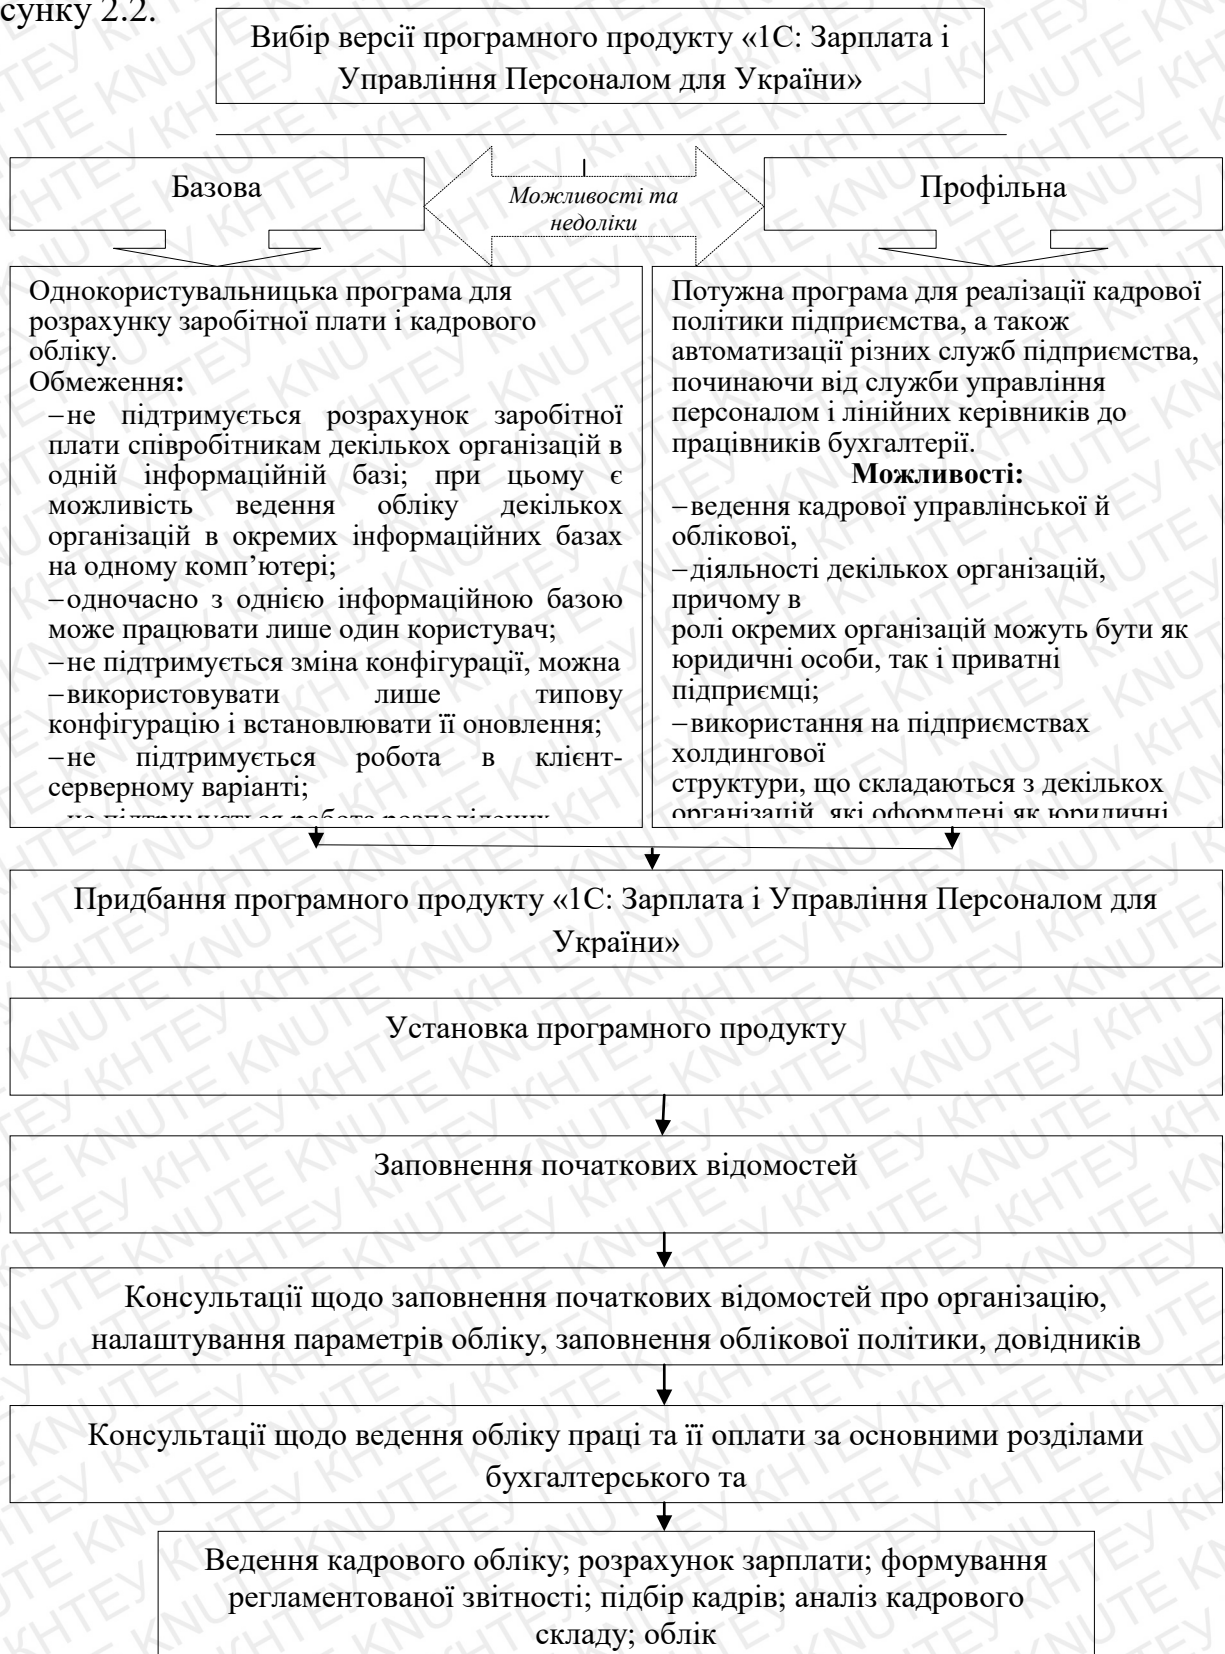 сунку 2.2.
Вибір версії програмного продукту «1С: Зарплата і
Управління Персоналом для України»
Базова
Можливості та
недоліки
Профільна
Однокористувальницька програма для
розрахунку заробітної плати і кадрового
обліку.
Обмеження:
–не підтримується розрахунок заробітної
плати співробітникам декількох організацій в
одній інформаційній базі; при цьому є
можливість ведення обліку декількох
організацій в окремих інформаційних базах
на одному комп’ютері;
–одночасно з однією інформаційною базою
може працювати лише один користувач;
–не підтримується зміна конфігурації, можна
–використовувати лише типову
конфігурацію і встановлювати її оновлення;
–не підтримується робота в клієнт-
серверному варіанті;
не підтримується робота розподілених
Потужна програма для реалізації кадрової
політики підприємства, а також
автоматизації різних служб підприємства,
починаючи від служби управління
персоналом і лінійних керівників до
працівників бухгалтерії.
Можливості:
–ведення кадрової управлінської й
облікової,
–діяльності декількох організацій,
причому в
ролі окремих організацій можуть бути як
юридичні особи, так і приватні
підприємці;
–використання на підприємствах
холдингової
структури, що складаються з декількох
організацій, які оформлені як юридичні
Придбання програмного продукту «1С: Зарплата і Управління Персоналом для
України»
Установка програмного продукту
Заповнення початкових відомостей
Консультації щодо заповнення початкових відомостей про організацію,
налаштування параметрів обліку, заповнення облікової політики, довідників
Консультації щодо ведення обліку праці та її оплати за основними розділами
бухгалтерського та
Ведення кадрового обліку; розрахунок зарплати; формування
регламентованої звітності; підбір кадрів; аналіз кадрового
складу; облік